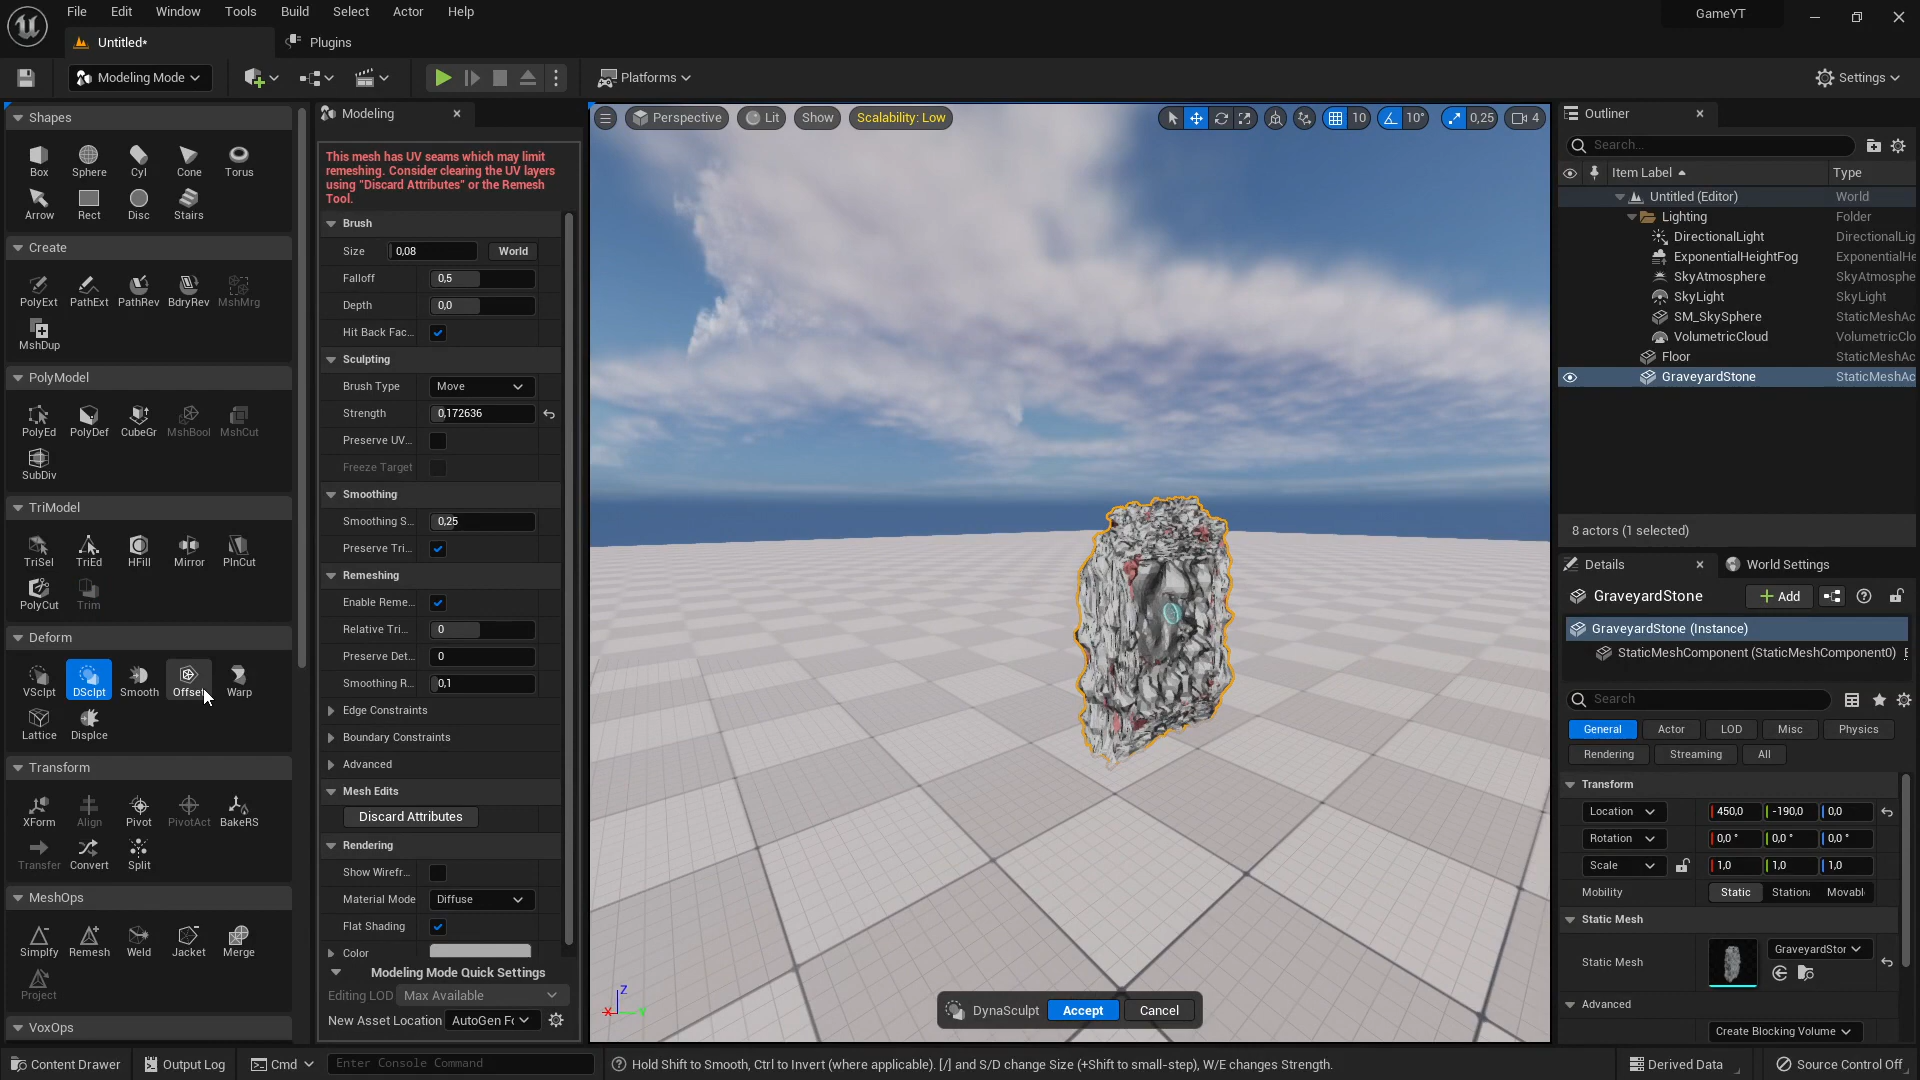 File Edit Window Tools Build Select Actor Help
GameYT
Untitled*
Plugins
Modeling Mode
Platforms
Settings
Shapes
Box Sphere Cyl Cone Torus
Arrow Rect Disc Stairs
Create
PolyExt PathExt PathRev BdryRev MshMrg
MshDup
PolyModel
PolyEd PolyDef CubeGr MshBool MshCut
SubDiv
TriModel
TriSel TriEd HFill Mirror PlnCut
PolyCut Trim
Deform
VSclpt DSclpt Smooth Offset Warp
Lattice Displce
Transform
XForm Align Pivot PivotAct BakeRS
Transfer Convert Split
MeshOps
Simplfy Remesh Weld Jacket Merge
Project
VoxOps
Modeling
This mesh has UV seams which may limit
remeshing. Consider clearing the UV layers
using "Discard Attributes" or the Remesh
Tool.
Brush
Size 0,08 World
Falloff 0,5
Depth 0,0
Hit Back Fac...
Sculpting
Brush Type Move
Strength 0,172636
Preserve UV...
Freeze Target
Smoothing
Smoothing S... 0,25
Preserve Tri...
Remeshing
Enable Reme...
Relative Tri... 0
Preserve Det... 0
Smoothing R... 0,1
Edge Constraints
Boundary Constraints
Advanced
Mesh Edits
Discard Attributes
Rendering
Show Wirefr...
Material Mode Diffuse
Flat Shading
Color
Modeling Mode Quick Settings
Editing LOD Max Available
New Asset Location AutoGen Fo
Perspective Lit Show Scalability: Low
10 10° 0,25 4
Z
X Y
DynaSculpt Accept Cancel
Outliner
Search...
Item Label Type
Untitled (Editor) World
Lighting Folder
DirectionalLight DirectionalLig
ExponentialHeightFog ExponentialHe
SkyAtmosphere SkyAtmosphe
SkyLight SkyLight
SM_SkySphere StaticMeshAc
VolumetricCloud VolumetricClo
Floor StaticMeshAc
GraveyardStone StaticMeshAc
8 actors (1 selected)
Details
World Settings
GraveyardStone Add
GraveyardStone (Instance)
StaticMeshComponent (StaticMeshComponent0)
Search
General Actor LOD Misc Physics
Rendering Streaming All
Transform
Location 450,0 -190,0 0,0
Rotation 0,0 ° 0,0 ° 0,0 °
Scale 1,0 1,0 1,0
Mobility Static Stationa Movabl
Static Mesh
Static Mesh GraveyardStor
Advanced
Create Blocking Volume
Content Drawer Output Log Cmd Enter Console Command
Hold Shift to Smooth, Ctrl to Invert (where applicable). [/] and S/D change Size (+Shift to small-step), W/E changes Strength.
Derived Data Source Control Off